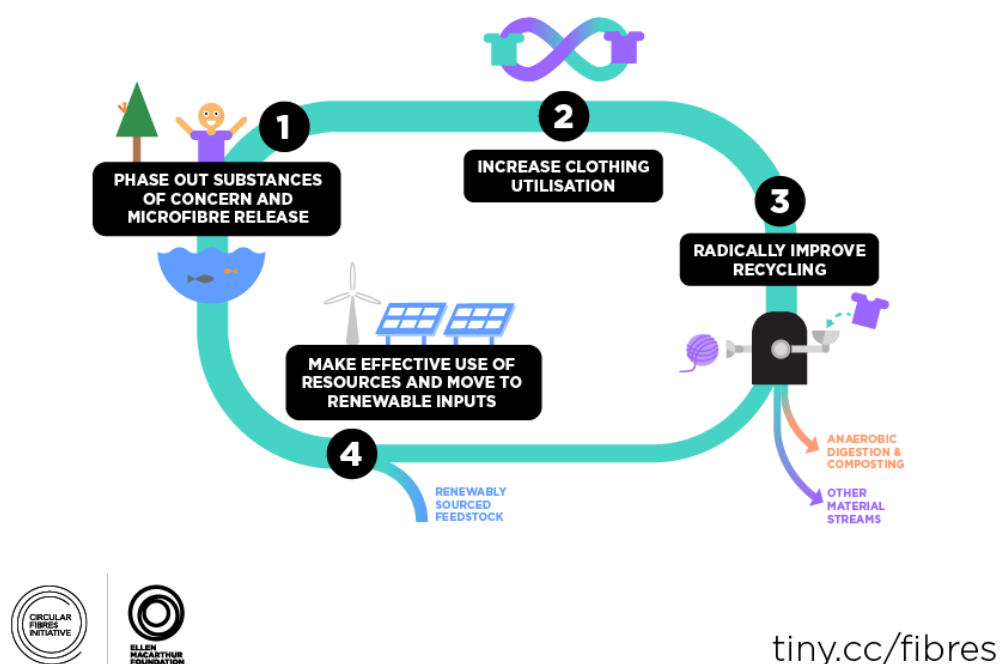 1
PHASE OUT SUBSTANCES
OF CONCERN AND
MICROFIBRE RELEASE
2
INCREASE CLOTHING
UTILISATION
3
RADICALLY IMPROVE
RECYCLING
MAKE EFFECTIVE USE OF
RESOURCES AND MOVE TO
RENEWABLE INPUTS
4
RENEWABLY
SOURCED
FEEDSTOCK
ANAEROBIC
DIGESTION &
COMPOSTING
OTHER
MATERIAL
STREAMS
CIRCULAR
FIBRES
INITIATIVE
ELLEN
MACARTHUR
FOUNDATION
tiny.cc/fibres